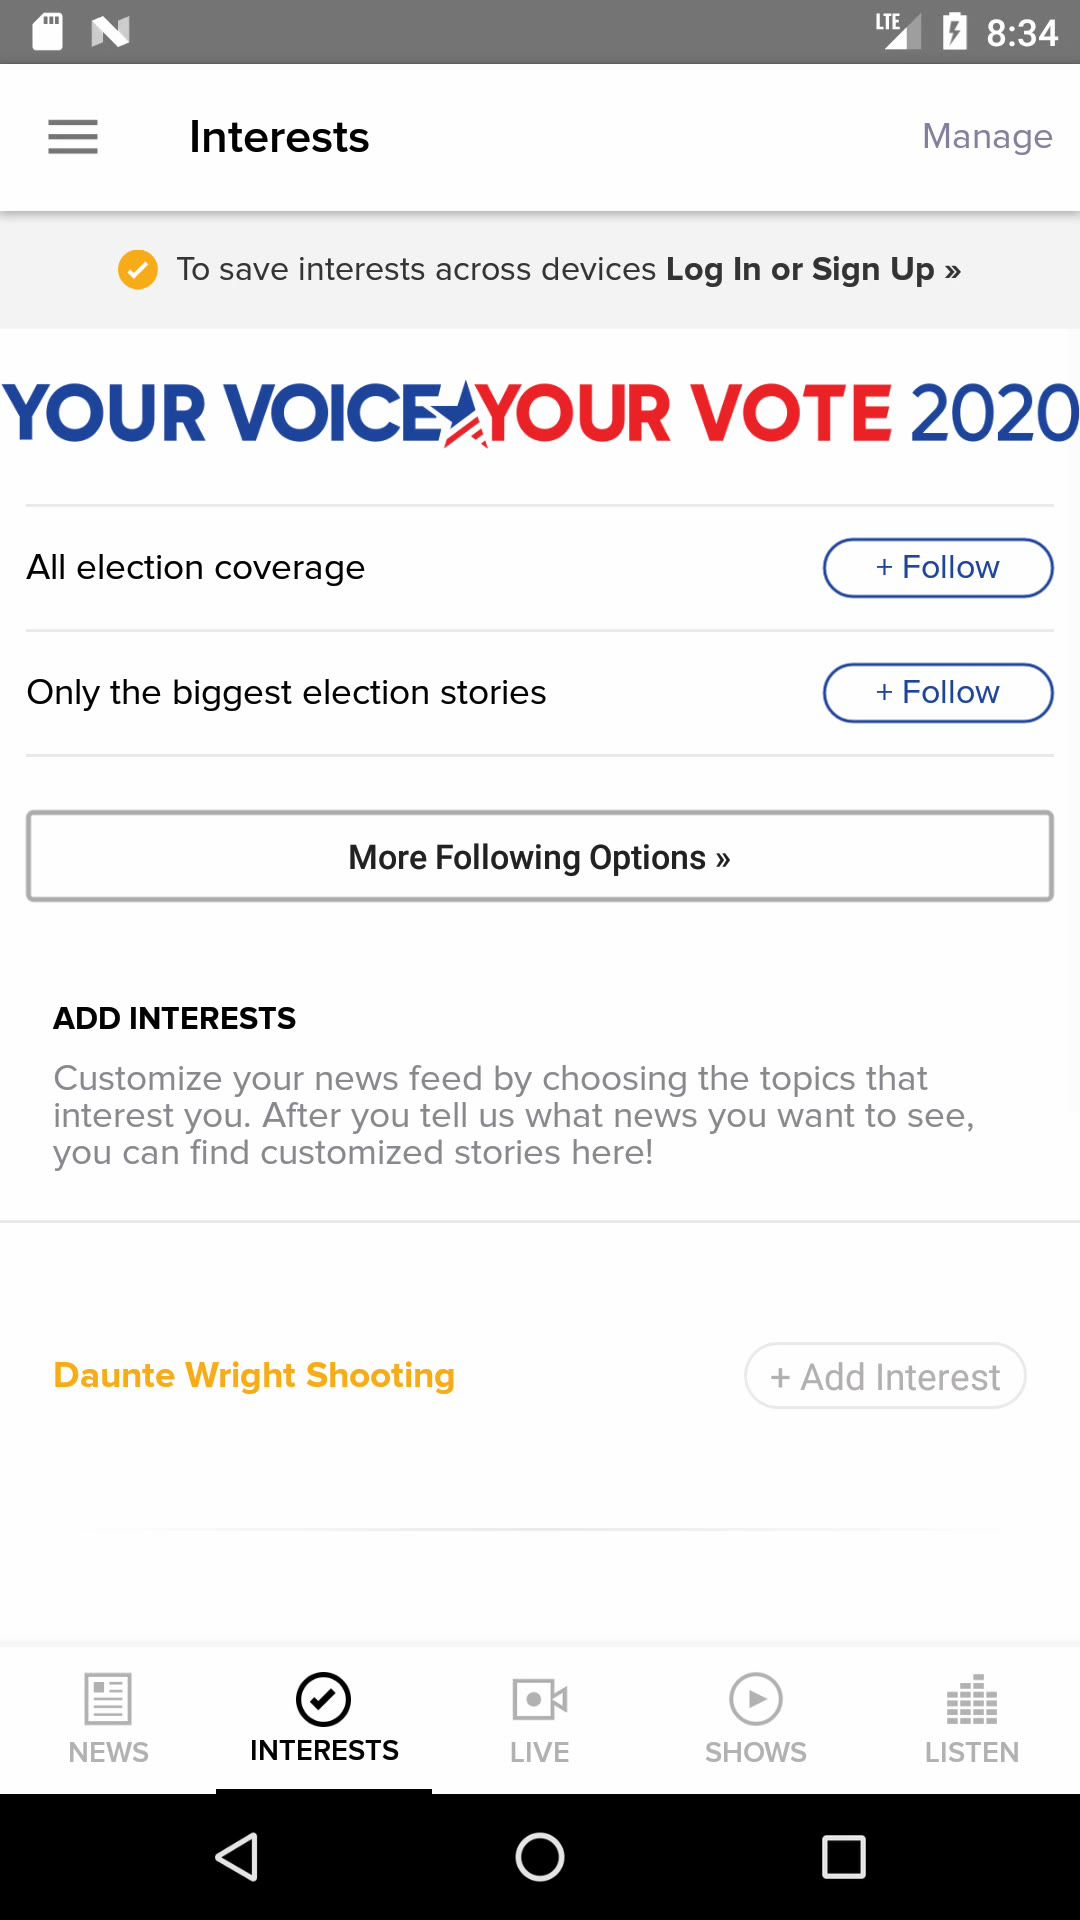 LTE 8:34
Interests Manage
To save interests across devices Log In or Sign Up »
YOUR VOICE YOUR VOTE 2020
All election coverage + Follow
Only the biggest election stories + Follow
More Following Options »
ADD INTERESTS
Customize your news feed by choosing the topics that
interest you. After you tell us what news you want to see,
you can find customized stories here!
Daunte Wright Shooting + Add Interest
NEWS INTERESTS LIVE SHOWS LISTEN